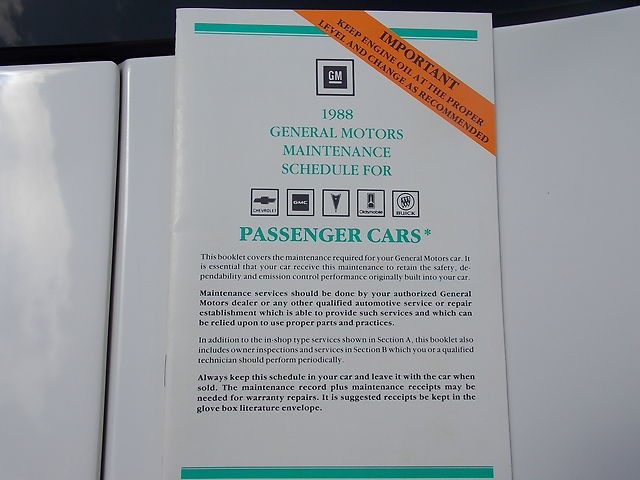 IMPORTANT
KEEP ENGINE OIL AT THE PROPER
LEVEL AND CHANGE AS RECOMMENDED
GM
1988
GENERAL MOTORS
MAINTENANCE
SCHEDULE FOR
CHEVROLET GMC Oldsmobile BUICK
PASSENGER CARS*
This booklet covers the maintenance required for your General Motors car. It
is essential that your car receive this maintenance to retain the safety, de-
pendability and emission control performance originally built into your car.
Maintenance services should be done by your authorized General
Motors dealer or any other qualified automotive service or repair
establishment which is able to provide such services and which can
be relied upon to use proper parts and practices.
In addition to the in-shop type services shown in Section A, this booklet also
includes owner inspections and services in Section B which you or a qualified
technician should perform periodically.
Always keep this schedule in your car and leave it with the car when
sold. The maintenance record plus maintenance receipts may be
needed for warranty repairs. It is suggested receipts be kept in the
glove box literature envelope.